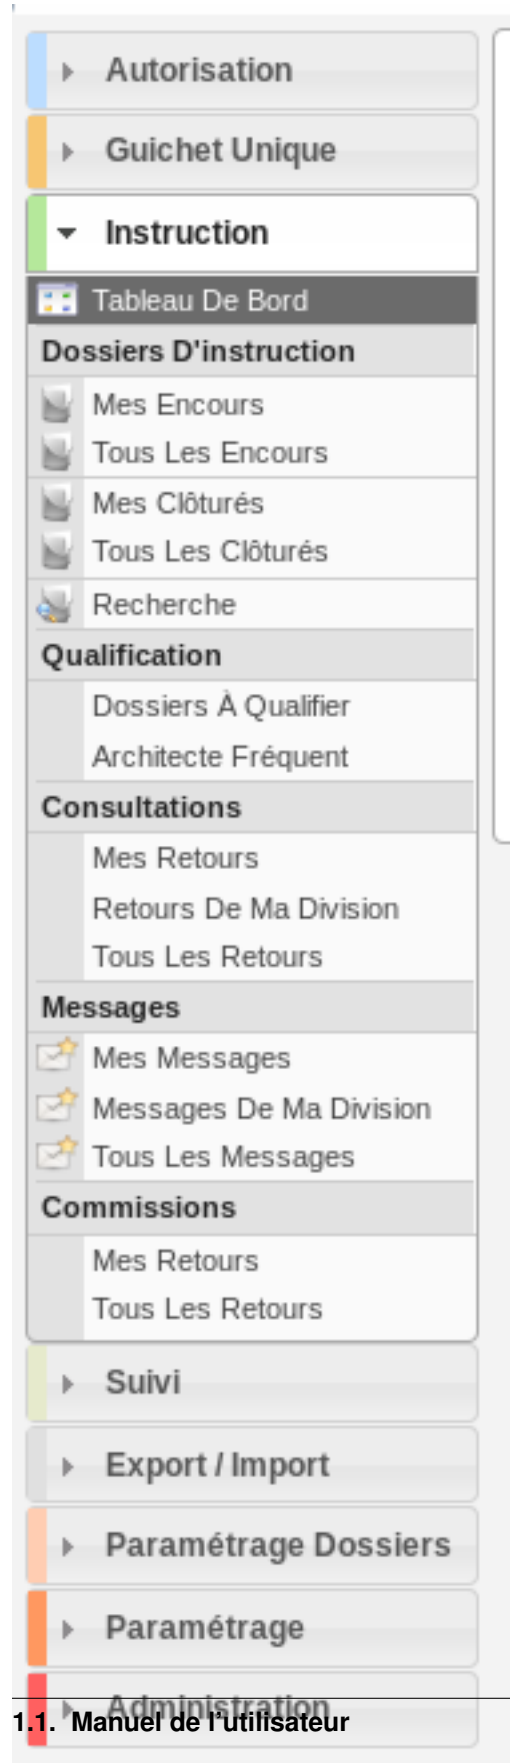 Autorisation
Guichet Unique
Instruction
Tableau De Bord
Dossiers D'instruction
Mes Encours
Tous Les Encours
Mes Clôturés
Tous Les Clôturés
Recherche
Qualification
Dossiers À Qualifier
Architecte Fréquent
Consultations
Mes Retours
Retours De Ma Division
Tous Les Retours
Messages
Mes Messages
Messages De Ma Division
Tous Les Messages
Commissions
Mes Retours
Tous Les Retours
Suivi
Export / Import
Paramétrage Dossiers
Paramétrage
Administration
1.1. Manuel de l'utilisateur